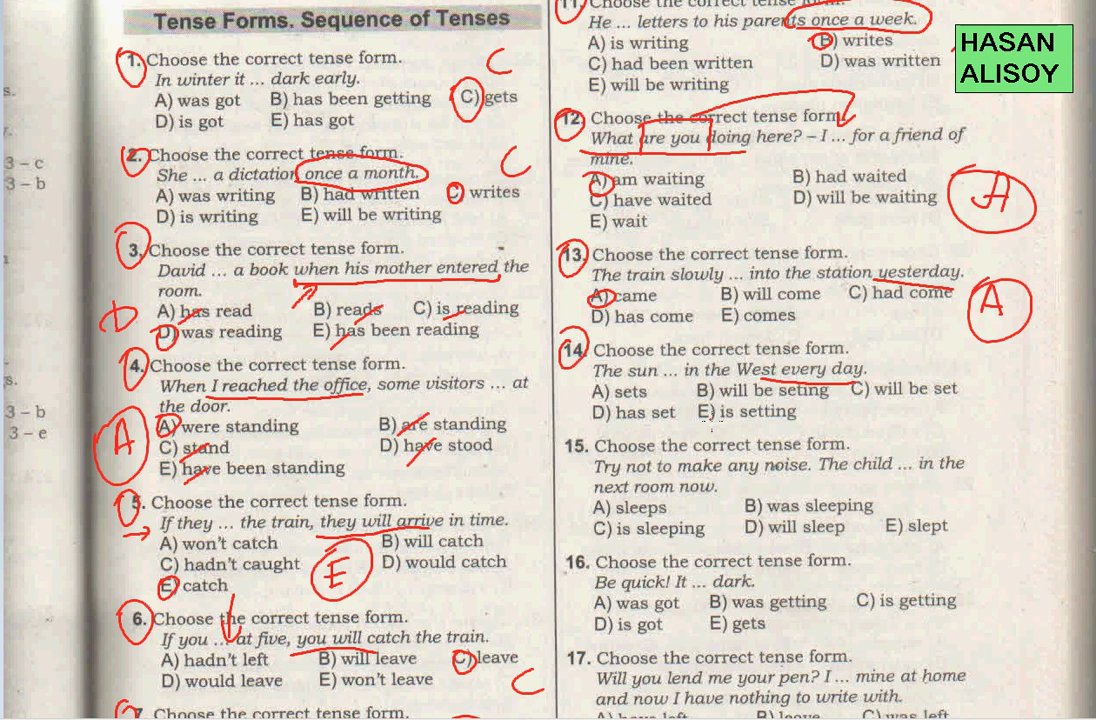 Tense Forms. Sequence of Tenses
1. Choose the correct tense form.
In winter it ... dark early.
A) was got B) has been getting C) gets
D) is got E) has got
C
2. Choose the correct tense form.
She ... a dictation once a month.
A) was writing B) had written C) writes
D) is writing E) will be writing
C
3. Choose the correct tense form.
David ... a book when his mother entered the
room.
A) has read B) reads C) is reading
D) was reading E) has been reading
D
4. Choose the correct tense form.
When I reached the office, some visitors ... at
the door.
A) were standing B) are standing
C) stand D) have stood
E) have been standing
A
5. Choose the correct tense form.
If they ... the train, they will arrive in time.
A) won't catch B) will catch
C) hadn't caught D) would catch
E) catch
E
6. Choose the correct tense form.
If you ... at five, you will catch the train.
A) hadn't left B) will leave C) leave
D) would leave E) won't leave
C
7. Choose the correct tense form.
s.
3 – c
3 – b
s.
3 – b
3 – e
11. Choose the correct tense form.
He ... letters to his parents once a week.
A) is writing B) writes
C) had been written D) was written
E) will be writing
12. Choose the correct tense form.
What are you doing here? – I ... for a friend of
mine.
A) am waiting B) had waited
C) have waited D) will be waiting
E) wait
A
13. Choose the correct tense form.
The train slowly ... into the station yesterday.
A) came B) will come C) had come
D) has come E) comes
A
14. Choose the correct tense form.
The sun ... in the West every day.
A) sets B) will be seting C) will be set
D) has set E) is setting
15. Choose the correct tense form.
Try not to make any noise. The child ... in the
next room now.
A) sleeps B) was sleeping
C) is sleeping D) will sleep E) slept
16. Choose the correct tense form.
Be quick! It ... dark.
A) was got B) was getting C) is getting
D) is got E) gets
17. Choose the correct tense form.
Will you lend me your pen? I ... mine at home
and now I have nothing to write with.
A) have left B) leave C) was left
HASAN
ALISOY